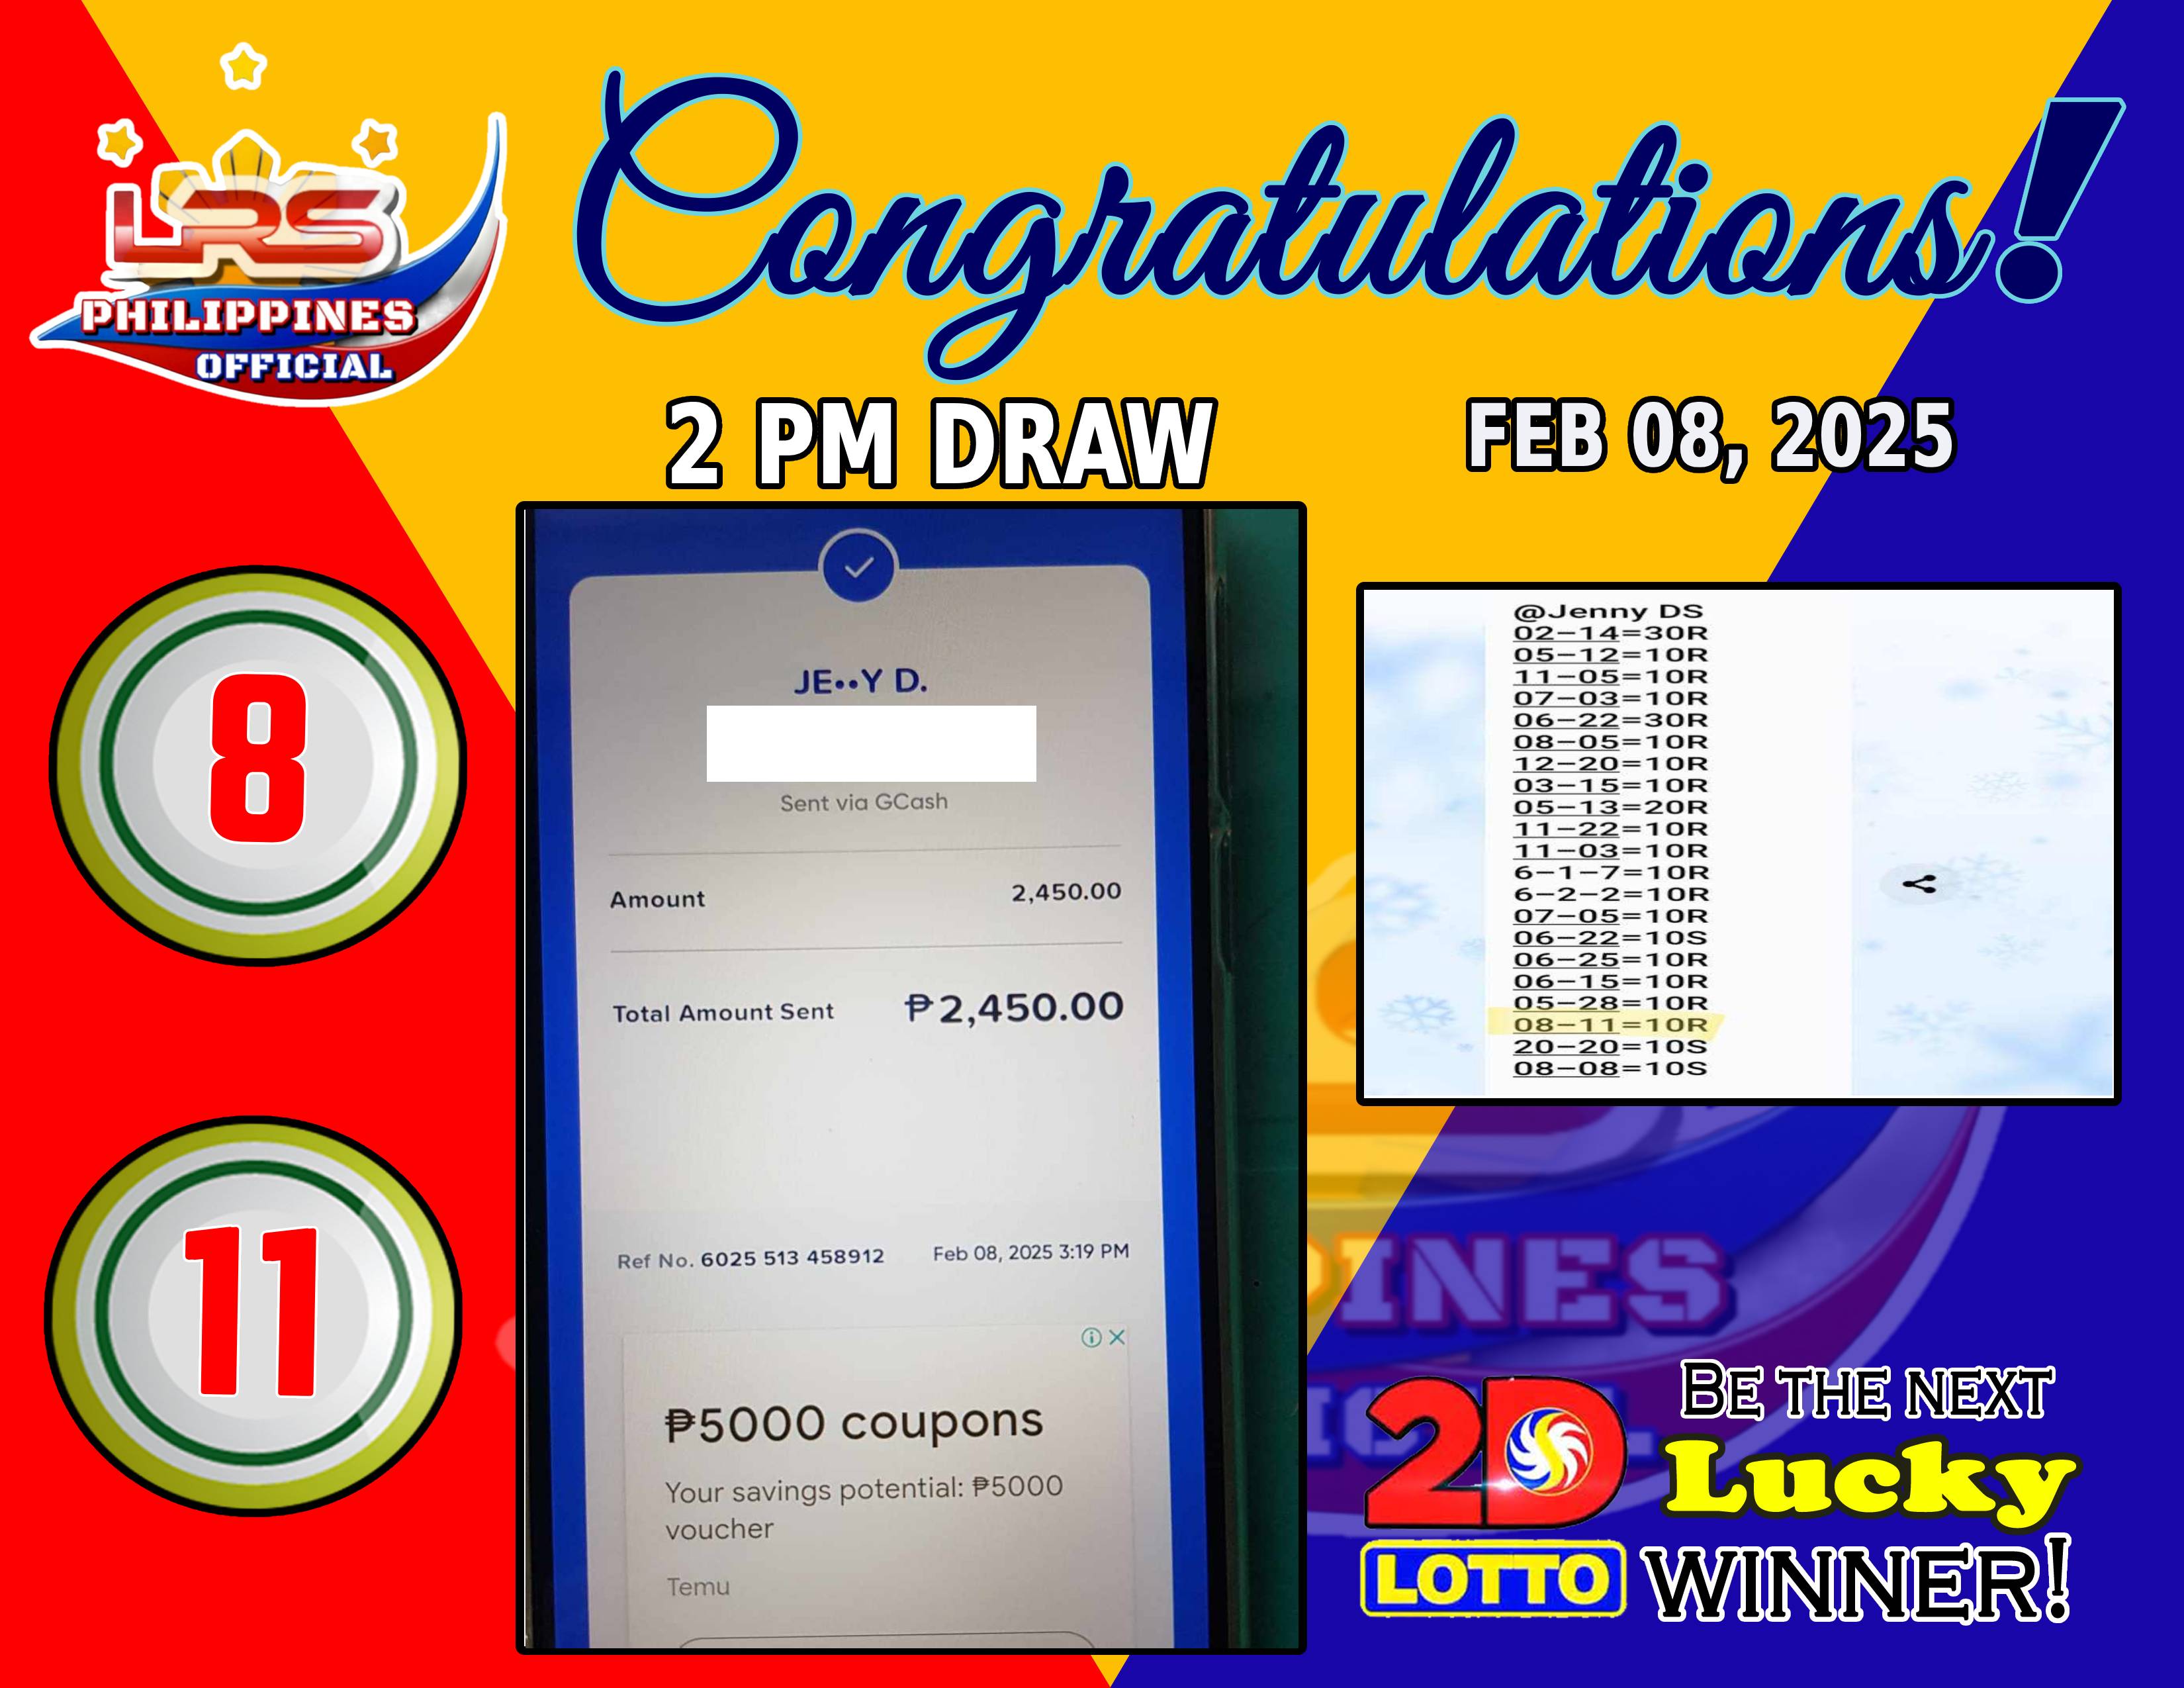 LRS
PHILIPPINES
OFFICIAL
Congratulations!
2 PM DRAW
FEB 08, 2025
8
11
JE••Y D.
Sent via GCash
Amount 2,450.00
Total Amount Sent ₱2,450.00
Ref No. 6025 513 458912 Feb 08, 2025 3:19 PM
₱5000 coupons
Your savings potential: ₱5000
voucher
Temu
@Jenny DS
02-14=30R
05-12=10R
11-05=10R
07-03=10R
06-22=30R
08-05=10R
12-20=10R
03-15=10R
05-13=20R
11-22=10R
11-03=10R
6-1-7=10R
6-2-2=10R
07-05=10R
06-22=10S
06-25=10R
06-15=10R
05-28=10R
08-11=10R
20-20=10S
08-08=10S
PINES
2D
LOTTO
BE THE NEXT
Lucky
WINNER!